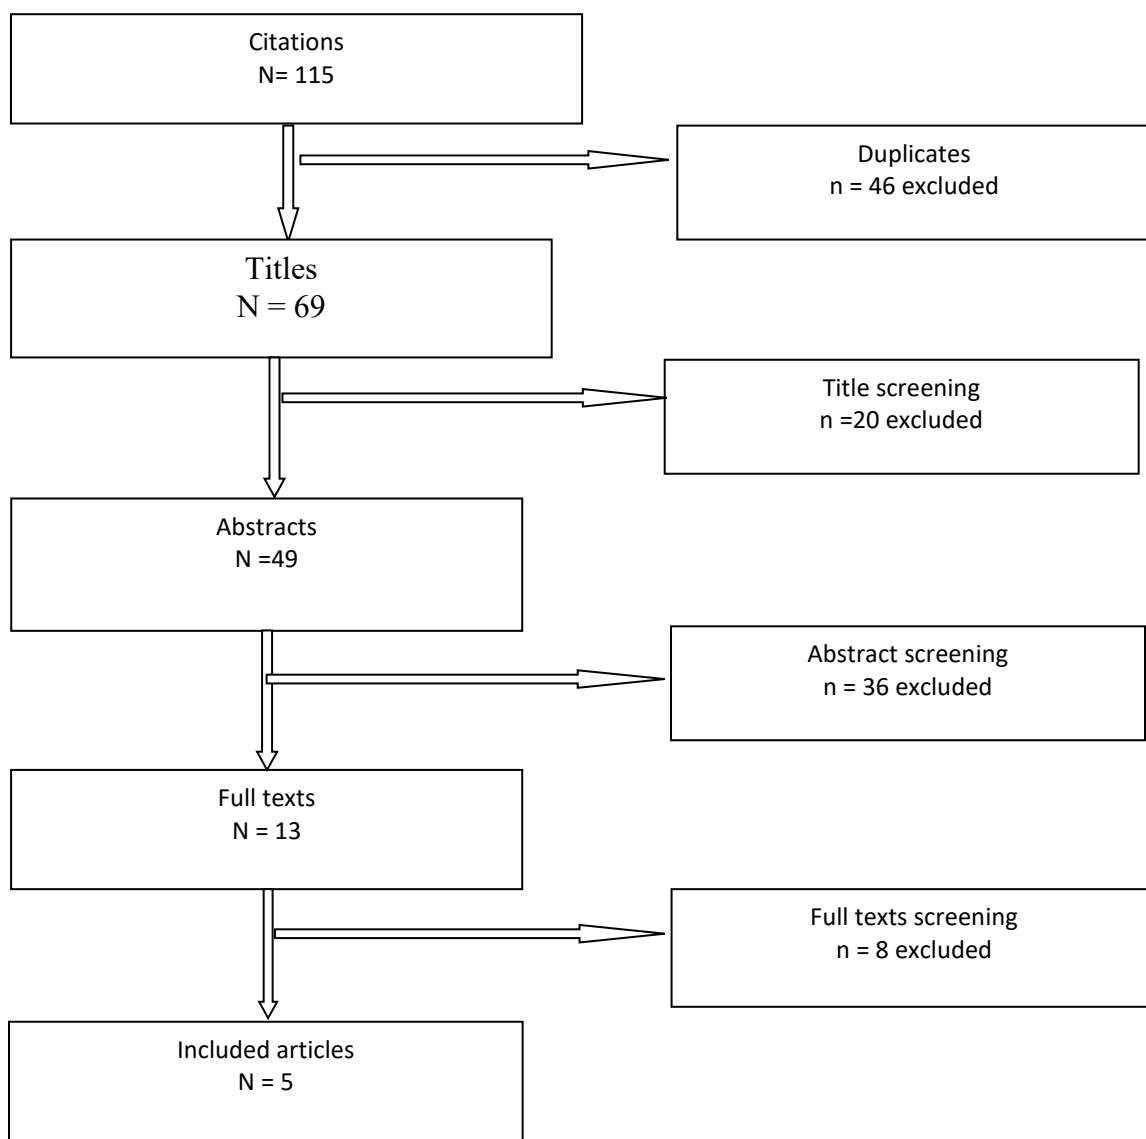 Citations
N= 115
Duplicates
n = 46 excluded
Titles
N = 69
Title screening
n =20 excluded
Abstracts
N =49
Abstract screening
n = 36 excluded
Full texts
N = 13
Full texts screening
n = 8 excluded
Included articles
N = 5